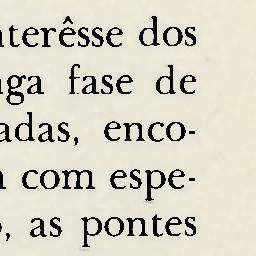 nterêsse dos
ga fase de
adas, enco-
com espe-
, as pontes